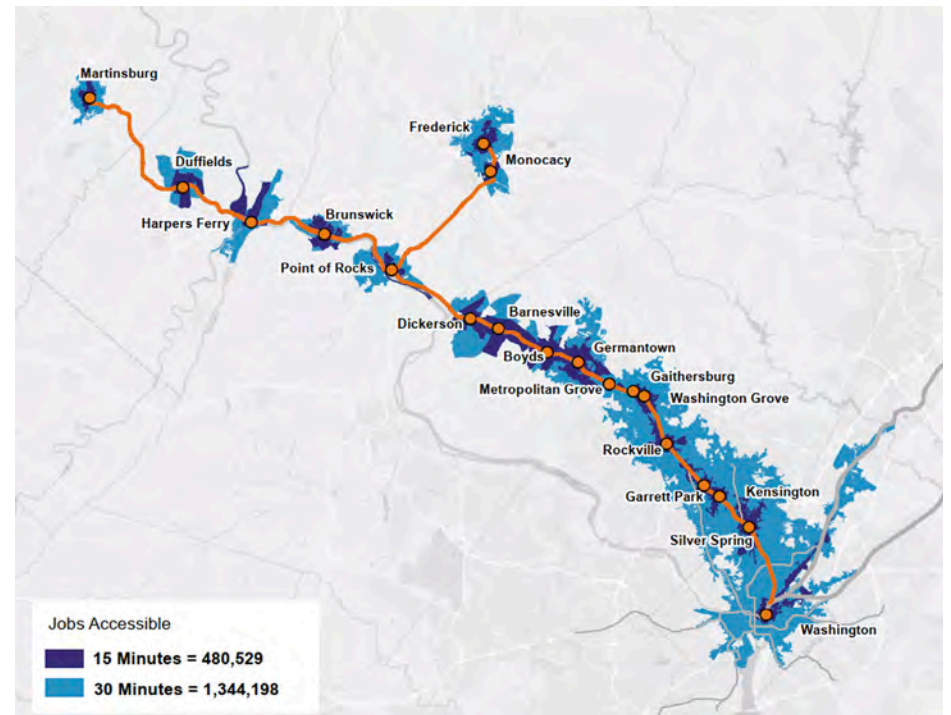 Martinsburg
Frederick
Monocacy
Duffields
Harpers Ferry
Brunswick
Point of Rocks
Barnesville
Dickerson
Germantown
Boyds
Gaithersburg
Metropolitan Grove
Washington Grove
Rockville
Kensington
Garrett Park
Silver Spring
Washington
Jobs Accessible
15 Minutes = 480,529
30 Minutes = 1,344,198